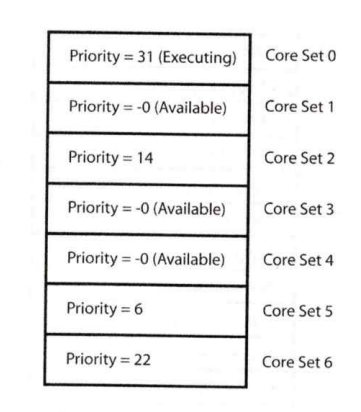 Priority = 31 (Executing) Core Set 0
Priority = -0 (Available) Core Set 1
Priority = 14 Core Set 2
Priority = -0 (Available) Core Set 3
Priority = -0 (Available) Core Set 4
Priority = 6 Core Set 5
Priority = 22 Core Set 6